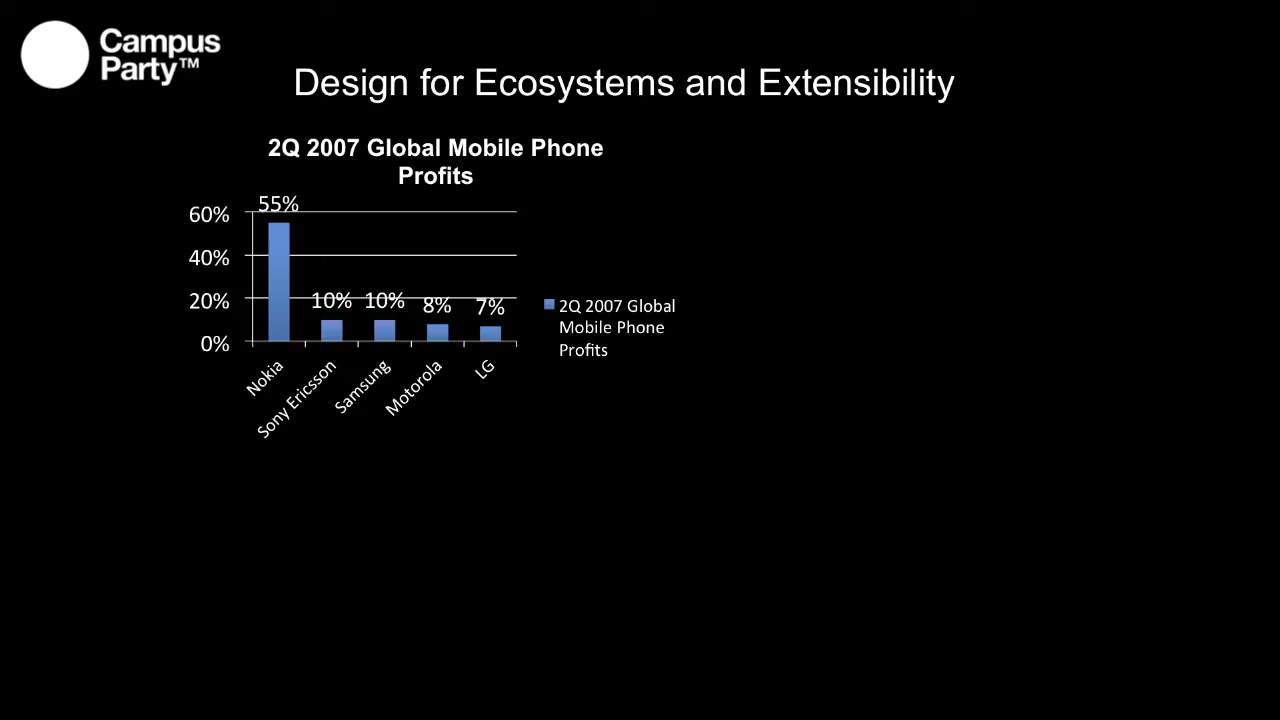 Campus
Party™
Design for Ecosystems and Extensibility
2Q 2007 Global Mobile Phone
Profits
55%
60%
40%
20%
0%
10%
10%
8%
7%
2Q 2007 Global
Mobile Phone
Profits
Nokia
Sony Ericsson
Samsung
Motorola
LG